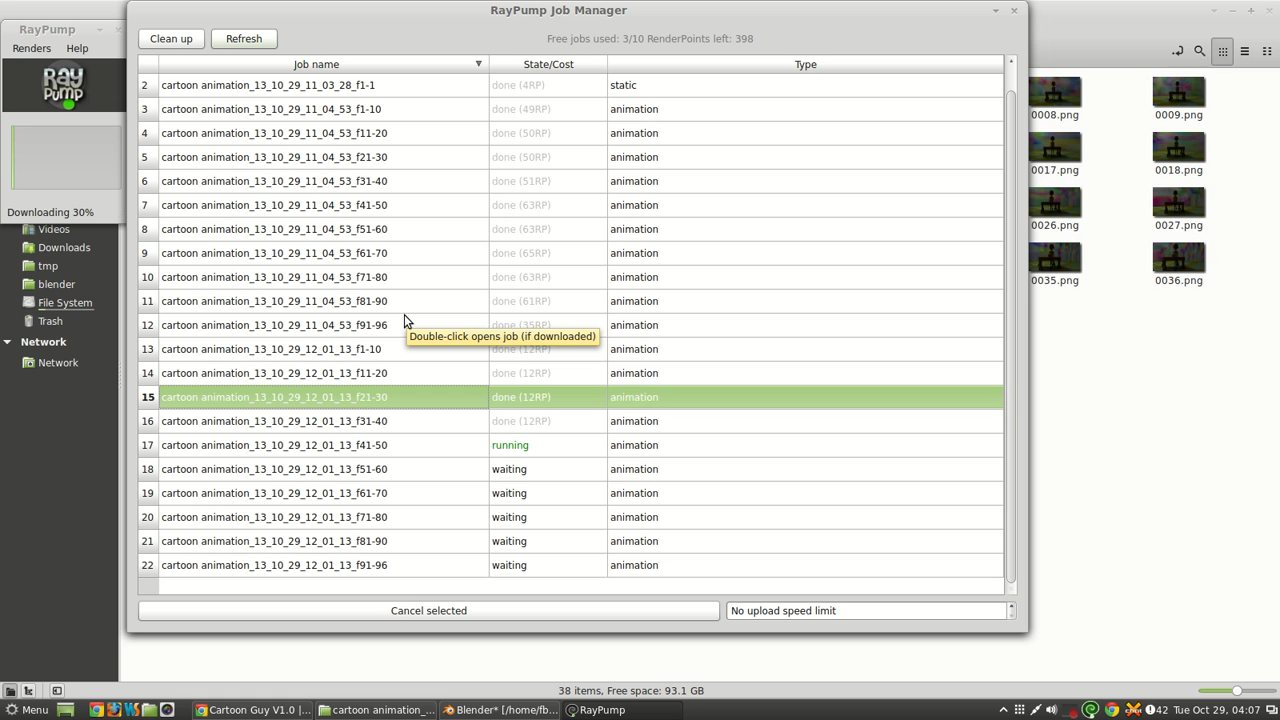 RayPump Job Manager
RayPump
Renders Help
RAY PUMP
Downloading 30%
Videos
Downloads
tmp
blender
File System
Trash
Network
Network
Clean up Refresh Free jobs used: 3/10 RenderPoints left: 398
Job name State/Cost Type
2 cartoon animation_13_10_29_11_03_28_f1-1 done (4RP) static
3 cartoon animation_13_10_29_11_04_53_f1-10 done (49RP) animation
4 cartoon animation_13_10_29_11_04_53_f11-20 done (50RP) animation
5 cartoon animation_13_10_29_11_04_53_f21-30 done (50RP) animation
6 cartoon animation_13_10_29_11_04_53_f31-40 done (51RP) animation
7 cartoon animation_13_10_29_11_04_53_f41-50 done (63RP) animation
8 cartoon animation_13_10_29_11_04_53_f51-60 done (63RP) animation
9 cartoon animation_13_10_29_11_04_53_f61-70 done (65RP) animation
10 cartoon animation_13_10_29_11_04_53_f71-80 done (63RP) animation
11 cartoon animation_13_10_29_11_04_53_f81-90 done (61RP) animation
12 cartoon animation_13_10_29_11_04_53_f91-96 done (35RP) animation
Double-click opens job (if downloaded)
13 cartoon animation_13_10_29_12_01_13_f1-10 done (12RP) animation
14 cartoon animation_13_10_29_12_01_13_f11-20 done (12RP) animation
15 cartoon animation_13_10_29_12_01_13_f21-30 done (12RP) animation
16 cartoon animation_13_10_29_12_01_13_f31-40 done (12RP) animation
17 cartoon animation_13_10_29_12_01_13_f41-50 running animation
18 cartoon animation_13_10_29_12_01_13_f51-60 waiting animation
19 cartoon animation_13_10_29_12_01_13_f61-70 waiting animation
20 cartoon animation_13_10_29_12_01_13_f71-80 waiting animation
21 cartoon animation_13_10_29_12_01_13_f81-90 waiting animation
22 cartoon animation_13_10_29_12_01_13_f91-96 waiting animation
Cancel selected No upload speed limit
0008.png 0009.png
0017.png 0018.png
0026.png 0027.png
0035.png 0036.png
38 items, Free space: 93.1 GB
Menu Cartoon Guy V1.0 |... cartoon animation_... Blender* [/home/fb... RayPump 42 Tue Oct 29, 04:07